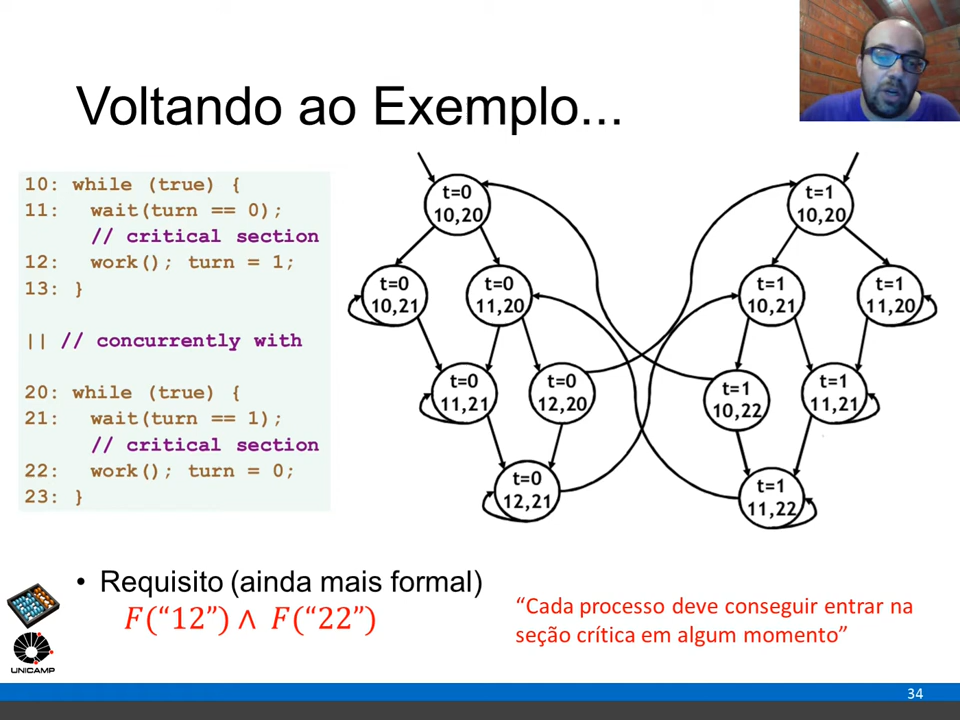 Voltando ao Exemplo...
10: while (true) {
11: wait(turn == 0);
// critical section
12: work(); turn = 1;
13: }
|| // concurrently with
20: while (true) {
21: wait(turn == 1);
// critical section
22: work(); turn = 0;
23: }
t=0
10,20
t=1
10,20
t=0
10,21
t=0
11,20
t=1
10,21
t=1
11,20
t=0
11,21
t=0
12,20
t=1
10,22
t=1
11,21
t=0
12,21
t=1
11,22
• Requisito (ainda mais formal)
F(“12”) ∧ F(“22”)
“Cada processo deve conseguir entrar na
seção crítica em algum momento”
UNICAMP
34